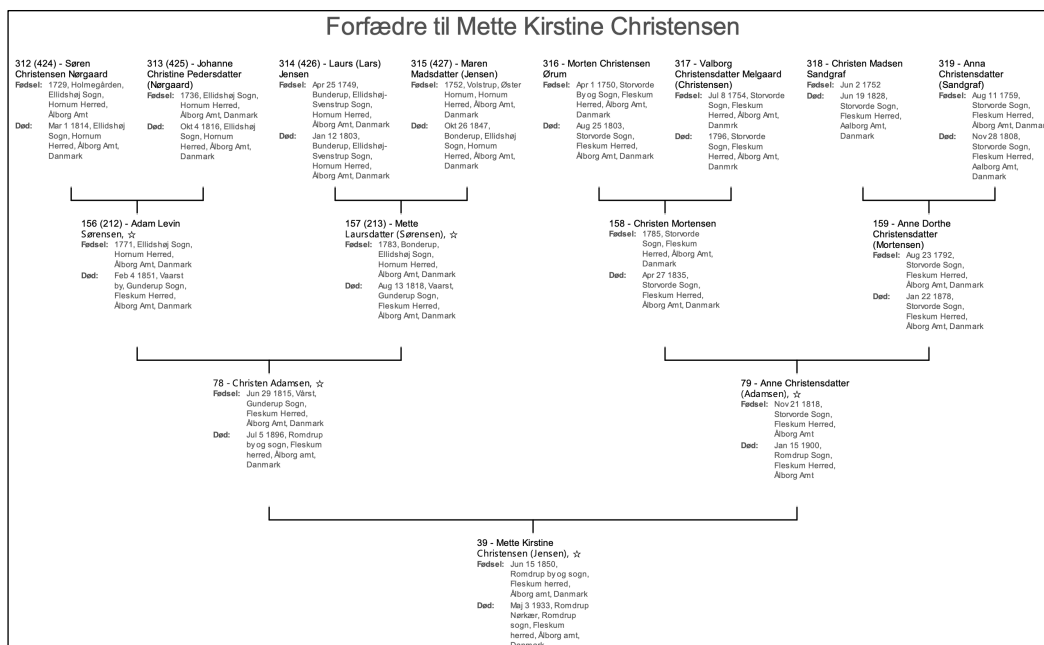 Forfædre til Mette Kirstine Christensen
312 (424) - Søren
Christensen Nørgaard
Fødsel: 1729, Holmegården,
Ellidshøj Sogn,
Hornum Herred,
Ålborg Amt
Død: Mar 1 1814, Ellidshøj
Sogn, Hornum
Herred, Ålborg Amt,
Danmark
313 (425) - Johanne
Christine Pedersdatter
(Nørgaard)
Fødsel: 1736, Ellidshøj Sogn,
Hornum Herred,
Ålborg Amt, Danmark
Død: Okt 4 1816, Ellidshøj
Sogn, Hornum
Herred, Ålborg Amt,
Danmark
314 (426) - Laurs (Lars)
Jensen
Fødsel: Apr 25 1749,
Bunderup, Ellidshøj-
Svenstrup Sogn,
Hornum Herred,
Ålborg Amt, Danmark
Død: Jan 12 1803,
Bunderup, Ellidshøj-
Svenstrup Sogn,
Hornum Herred,
Ålborg Amt, Danmark
315 (427) - Maren
Madsdatter (Jensen)
Fødsel: 1752, Volstrup, Øster
Hornum, Hornum
Herred, Ålborg Amt,
Danmark
Død: Okt 26 1847,
Bonderup, Ellidshøj
Sogn, Hornum
Herred, Ålborg Amt,
Danmark
316 - Morten Christensen
Ørum
Fødsel: Apr 1 1750, Storvorde
By og Sogn, Fleskum
Herred, Ålborg Amt,
Danmark
Død: Aug 25 1803,
Storvorde Sogn,
Fleskum Herred,
Ålborg Amt, Danmark
317 - Valborg
Christensdatter Melgaard
(Christensen)
Fødsel: Jul 8 1754, Storvorde
Sogn, Fleskum
Herred, Ålborg Amt,
Danmrk
Død: 1796, Storvorde
Sogn, Fleskum
Herred, Ålborg Amt,
Danmark
318 - Christen Madsen
Sandgraf
Fødsel: Jun 2 1752
Død: Jun 19 1828,
Storvorde Sogn,
Fleskum Herred,
Aalborg Amt,
Danmark
319 - Anna
Christensdatter
(Sandgraf)
Fødsel: Aug 11 1759,
Storvorde Sogn,
Fleskum Herred,
Ålborg Amt, Danmark
Død: Nov 28 1808,
Storvorde Sogn,
Fleskum Herred,
Aalborg Amt,
Danmark
156 (212) - Adam Levin
Sørensen, ☆
Fødsel: 1771, Ellidshøj Sogn,
Hornum Herred,
Ålborg Amt, Danmark
Død: Feb 4 1851, Vaarst
by, Gunderup Sogn,
Fleskum Herred,
Ålborg Amt, Danmark
157 (213) - Mette
Laursdatter (Sørensen), ☆
Fødsel: 1783, Bonderup,
Ellidshøj Sogn,
Hornum Herred,
Ålborg Amt, Danmark
Død: Aug 13 1818, Vaarst,
Gunderup Sogn,
Fleskum Herred,
Ålborg Amt, Danmark
158 - Christen Mortensen
Fødsel: 1785, Storvorde
Sogn, Fleskum
Herred, Ålborg Amt,
Danmark
Død: Apr 27 1835,
Storvorde Sogn,
Fleskum Herred,
Ålborg Amt, Danmark
159 - Anne Dorthe
Christensdatter
(Mortensen)
Fødsel: Aug 23 1792,
Storvorde Sogn,
Fleskum Herred,
Ålborg Amt, Danmark
Død: Jan 22 1878,
Storvorde Sogn,
Fleskum Herred,
Ålborg Amt, Danmark
78 - Christen Adamsen, ☆
Fødsel: Jun 29 1815, Vårst,
Gunderup Sogn,
Fleskum Herred,
Ålborg Amt, Danmark
Død: Jul 5 1896, Romdrup
by og sogn, Fleskum
herred, Ålborg amt,
Danmark
79 - Anne Christensdatter
(Adamsen), ☆
Fødsel: Nov 21 1818,
Storvorde Sogn,
Fleskum Herred,
Ålborg Amt
Død: Jan 15 1900,
Romdrup Sogn,
Fleskum Herred,
Ålborg Amt
39 - Mette Kirstine
Christensen (Jensen), ☆
Fødsel: Jun 15 1850,
Romdrup by og sogn,
Fleskum herred,
Ålborg amt, Danmark
Død: Maj 3 1933, Romdrup
Nørkær, Romdrup
sogn, Fleskum
herred, Ålborg amt,
Danmark